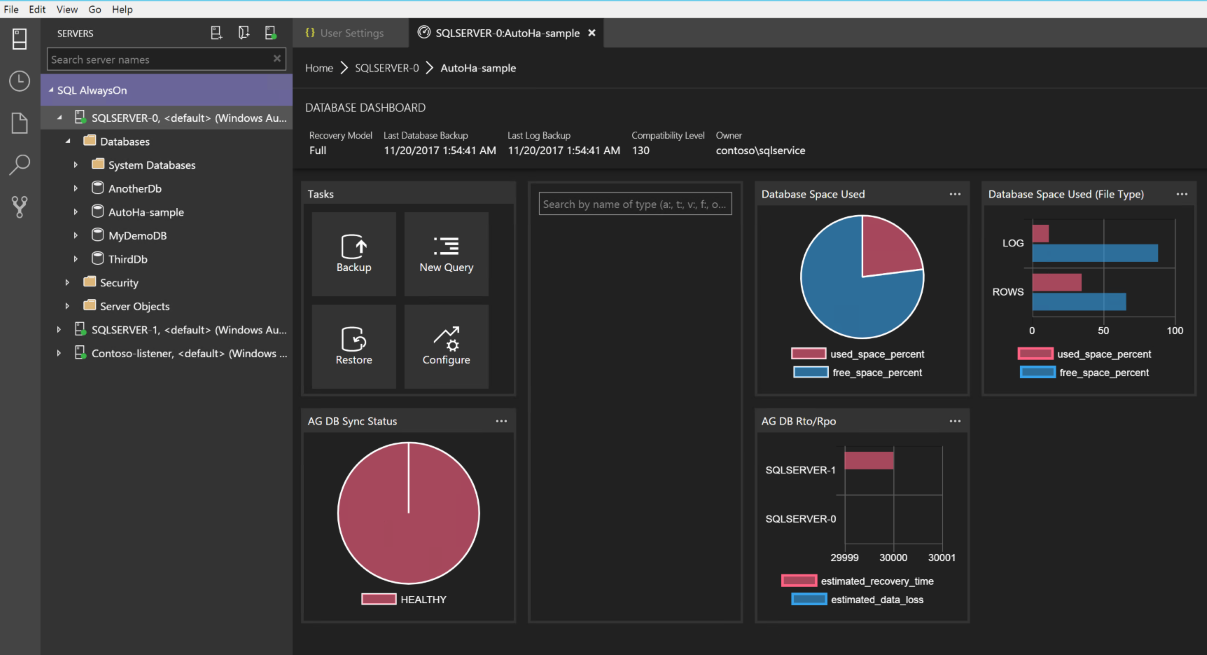 File Edit View Go Help
SERVERS
Search server names
SQL AlwaysOn
SQLSERVER-0, <default> (Windows Au...
Databases
System Databases
AnotherDb
AutoHa-sample
MyDemoDB
ThirdDb
Security
Server Objects
SQLSERVER-1, <default> (Windows Au...
Contoso-listener, <default> (Windows ...
{} User Settings
SQLSERVER-0:AutoHa-sample
Home > SQLSERVER-0 > AutoHa-sample
DATABASE DASHBOARD
Recovery Model Last Database Backup Last Log Backup Compatibility Level Owner
Full 11/20/2017 1:54:41 AM 11/20/2017 1:54:41 AM 130 contoso\sqlservice
Tasks
Backup New Query
Restore Configure
Search by name of type (a:, t:, v:, f:, o...
Database Space Used ...
used_space_percent
free_space_percent
Database Space Used (File Type) ...
LOG
ROWS
0 50 100
used_space_percent
free_space_percent
AG DB Sync Status ...
HEALTHY
AG DB Rto/Rpo ...
SQLSERVER-1
SQLSERVER-0
29999 30000 30001
estimated_recovery_time
estimated_data_loss